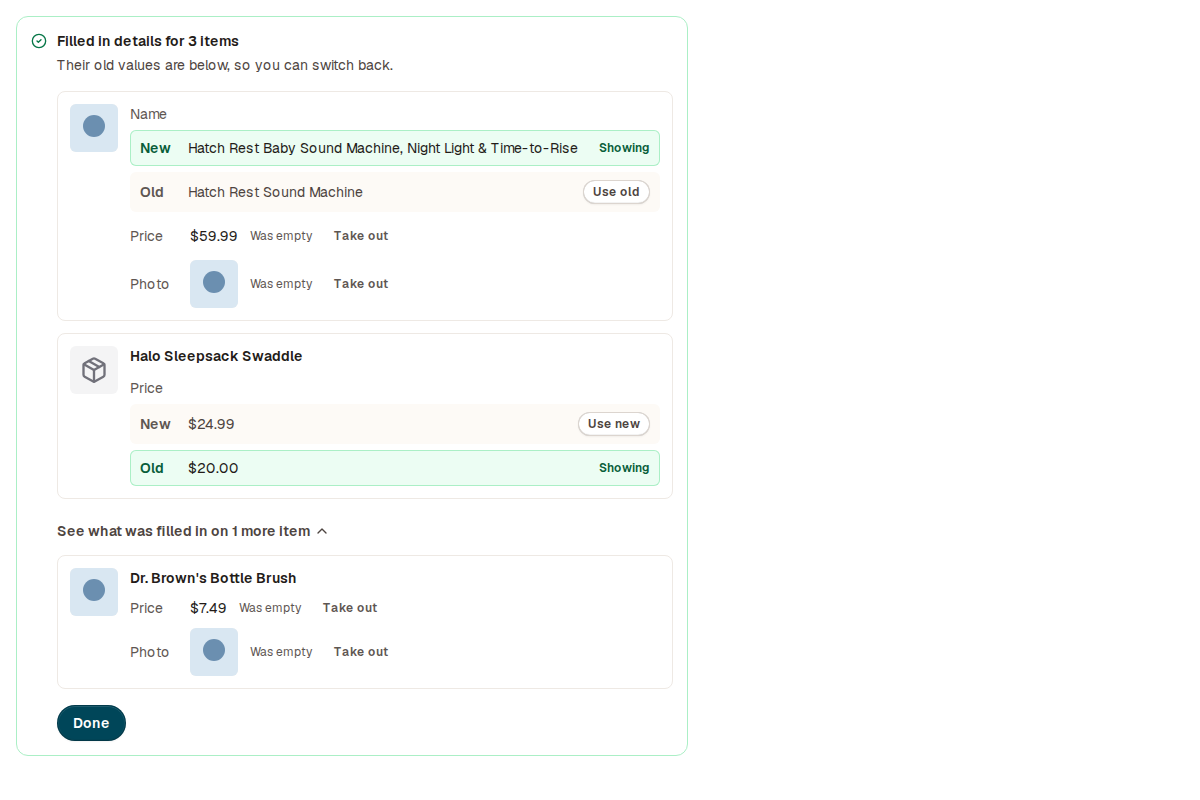 Filled in details for 3 items
Their old values are below, so you can switch back.
Name
New Hatch Rest Baby Sound Machine, Night Light & Time-to-Rise Showing
Old Hatch Rest Sound Machine Use old
Price $59.99 Was empty Take out
Photo Was empty Take out
Halo Sleepsack Swaddle
Price
New $24.99 Use new
Old $20.00 Showing
See what was filled in on 1 more item
Dr. Brown's Bottle Brush
Price $7.49 Was empty Take out
Photo Was empty Take out
Done